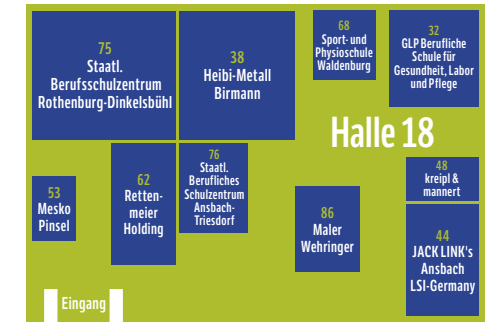 75
Staatl.
Berufsschulzentrum
Rothenburg-Dinkelsbühl
38
Heibi-Metall
Birmann
68
Sport- und
Physioschule
Waldenburg
32
GLP Berufliche
Schule für
Gesundheit, Labor
und Pflege
Halle 18
53
Mesko
Pinsel
62
Retten-
meier
Holding
76
Staatl.
Berufliches
Schulzentrum
Ansbach-
Triesdorf
86
Maler
Wehringer
48
kreipl &
mannert
44
JACK LINK's
Ansbach
LSI-Germany
Eingang